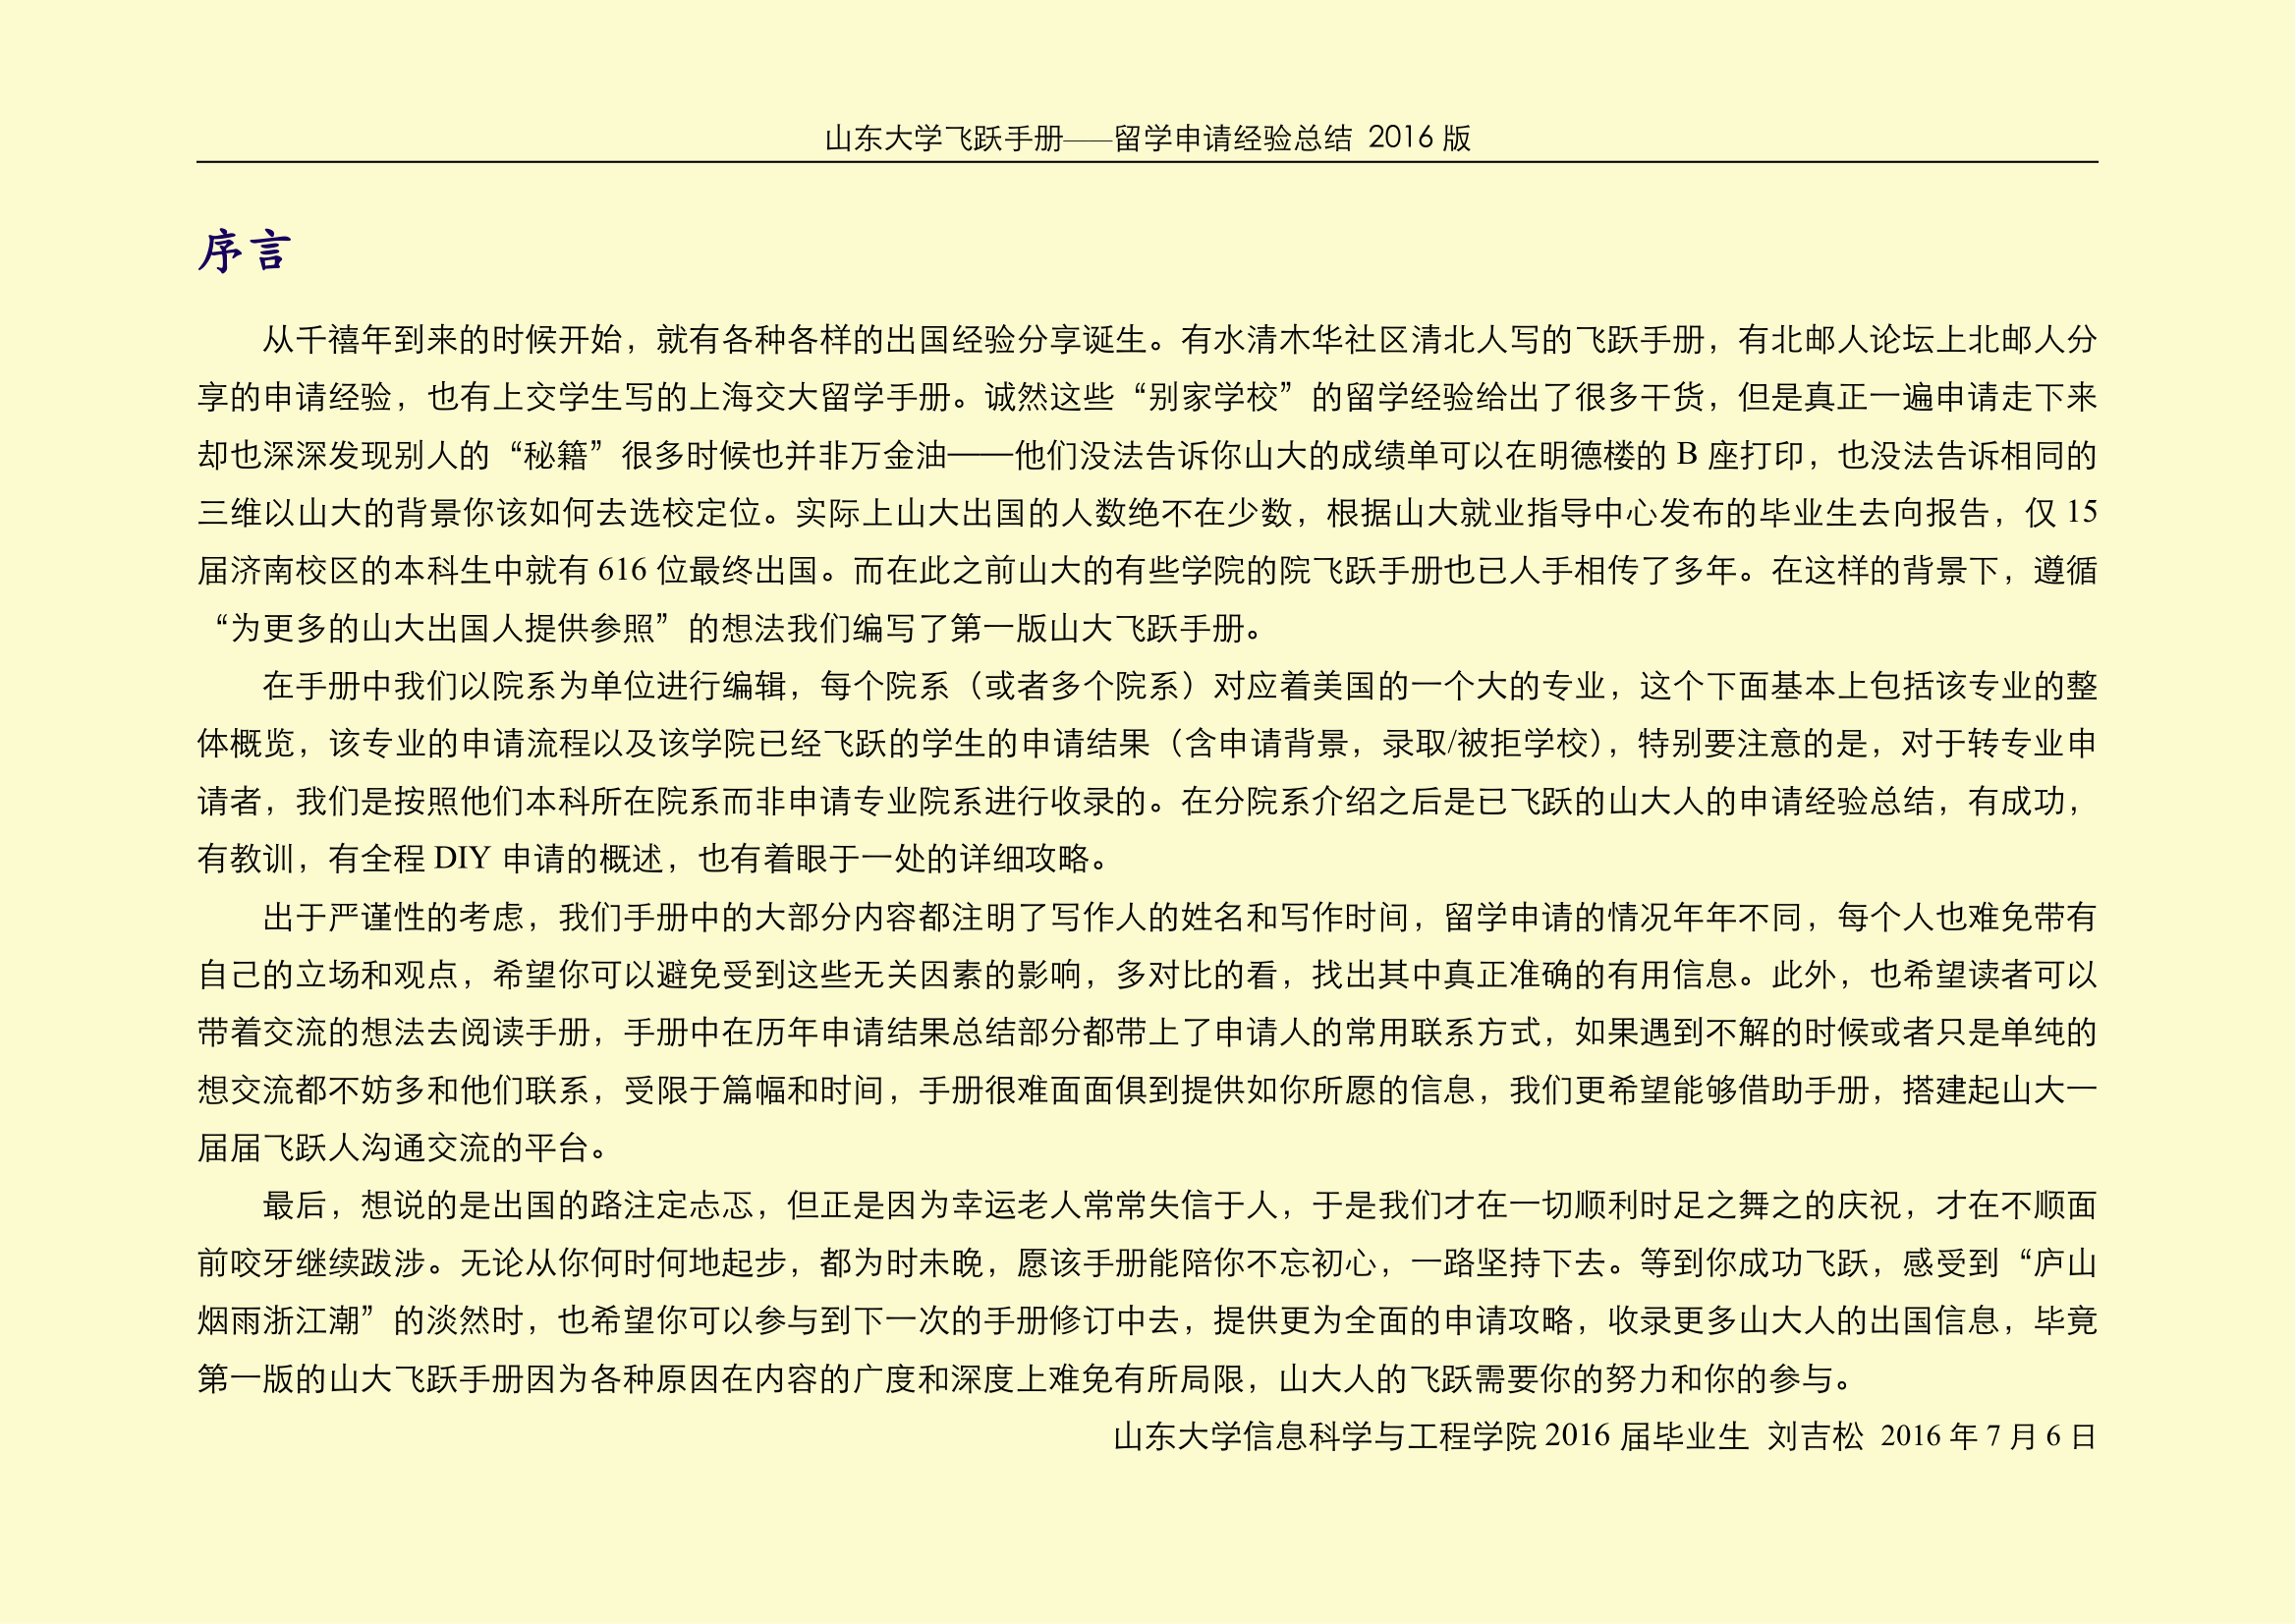 山东大学飞跃手册——留学申请经验总结 2016 版
序言
从千禧年到来的时候开始，就有各种各样的出国经验分享诞生。有水清木华社区清北人写的飞跃手册，有北邮人论坛上北邮人分
享的申请经验，也有上交学生写的上海交大留学手册。诚然这些“别家学校”的留学经验给出了很多干货，但是真正一遍申请走下来
却也深深发现别人的“秘籍”很多时候也并非万金油——他们没法告诉你山大的成绩单可以在明德楼的 B 座打印，也没法告诉相同的
三维以山大的背景你该如何去选校定位。实际上山大出国的人数绝不在少数，根据山大就业指导中心发布的毕业生去向报告，仅 15
届济南校区的本科生中就有 616 位最终出国。而在此之前山大的有些学院的院飞跃手册也已人手相传了多年。在这样的背景下，遵循
“为更多的山大出国人提供参照”的想法我们编写了第一版山大飞跃手册。
在手册中我们以院系为单位进行编辑，每个院系（或者多个院系）对应着美国的一个大的专业，这个下面基本上包括该专业的整
体概览，该专业的申请流程以及该学院已经飞跃的学生的申请结果（含申请背景，录取/被拒学校），特别要注意的是，对于转专业申
请者，我们是按照他们本科所在院系而非申请专业院系进行收录的。在分院系介绍之后是已飞跃的山大人的申请经验总结，有成功，
有教训，有全程 DIY 申请的概述，也有着眼于一处的详细攻略。
出于严谨性的考虑，我们手册中的大部分内容都注明了写作人的姓名和写作时间，留学申请的情况年年不同，每个人也难免带有
自己的立场和观点，希望你可以避免受到这些无关因素的影响，多对比的看，找出其中真正准确的有用信息。此外，也希望读者可以
带着交流的想法去阅读手册，手册中在历年申请结果总结部分都带上了申请人的常用联系方式，如果遇到不解的时候或者只是单纯的
想交流都不妨多和他们联系，受限于篇幅和时间，手册很难面面俱到提供如你所愿的信息，我们更希望能够借助手册，搭建起山大一
届届飞跃人沟通交流的平台。
最后，想说的是出国的路注定忐忑，但正是因为幸运老人常常失信于人，于是我们才在一切顺利时足之舞之的庆祝，才在不顺面
前咬牙继续跋涉。无论从你何时何地起步，都为时未晚，愿该手册能陪你不忘初心，一路坚持下去。等到你成功飞跃，感受到“庐山
烟雨浙江潮”的淡然时，也希望你可以参与到下一次的手册修订中去，提供更为全面的申请攻略，收录更多山大人的出国信息，毕竟
第一版的山大飞跃手册因为各种原因在内容的广度和深度上难免有所局限，山大人的飞跃需要你的努力和你的参与。
山东大学信息科学与工程学院 2016 届毕业生 刘吉松 2016 年 7 月 6 日